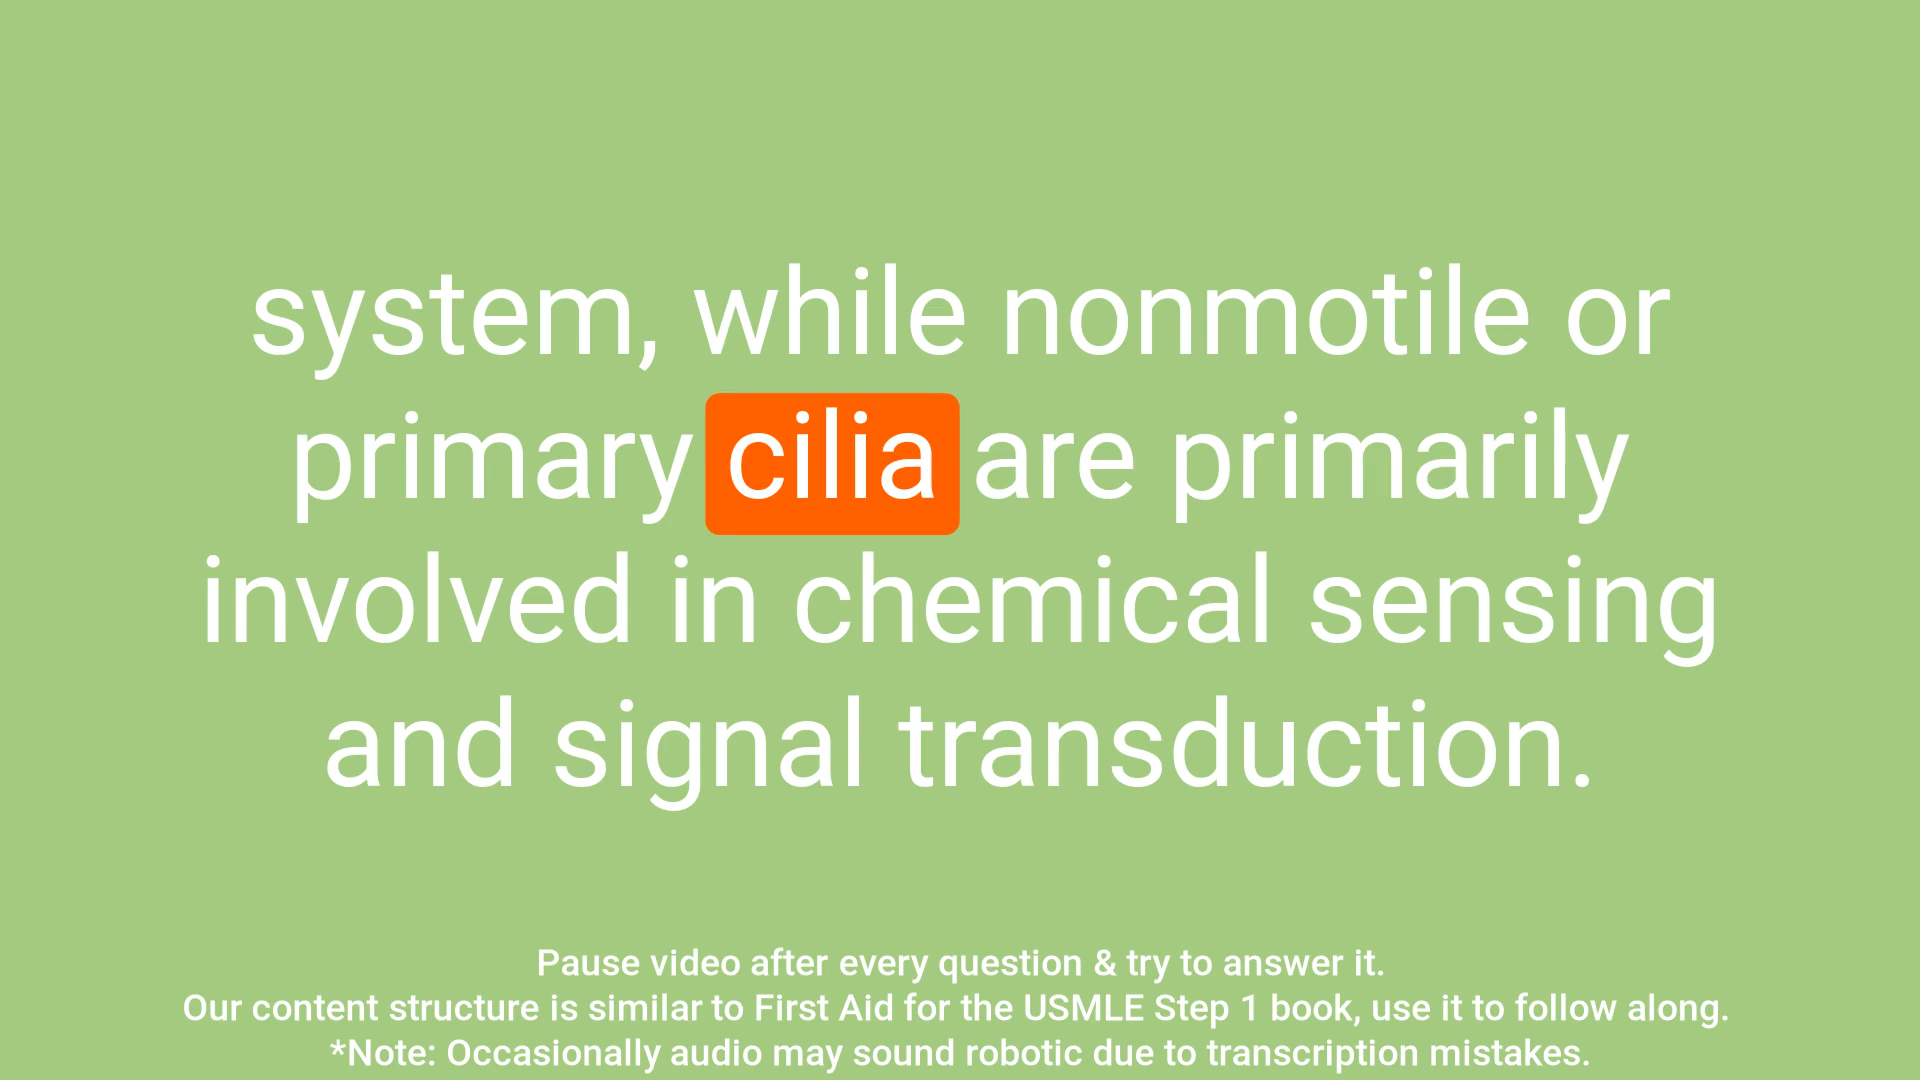 system, while nonmotile or
primary cilia are primarily
involved in chemical sensing
and signal transduction.
Pause video after every question & try to answer it.
Our content structure is similar to First Aid for the USMLE Step 1 book, use it to follow along.
*Note: Occasionally audio may sound robotic due to transcription mistakes.